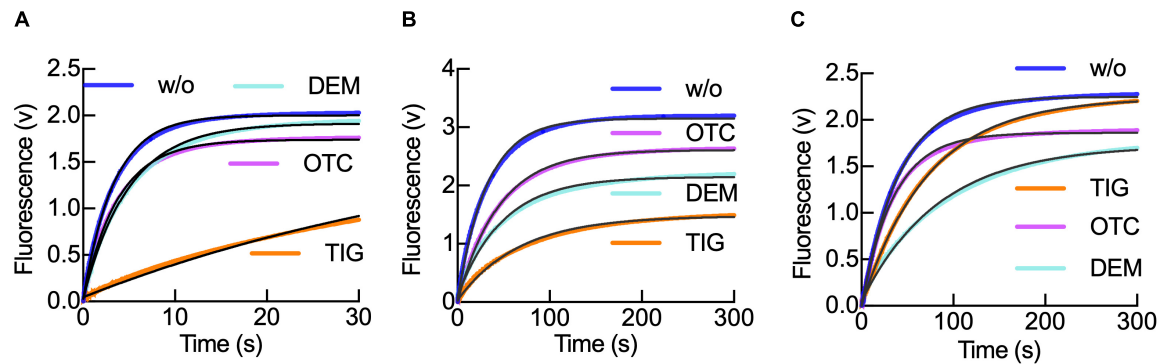 A
Fluorescence (v)
2.5
2.0
1.5
1.0
0.5
0.0
w/o
DEM
OTC
TIG
0 10 20 30
Time (s)
B
Fluorescence (v)
4
3
2
1
0
w/o
OTC
DEM
TIG
0 100 200 300
Time (s)
C
Fluorescence (v)
2.5
2.0
1.5
1.0
0.5
0.0
w/o
TIG
OTC
DEM
0 100 200 300
Time (s)